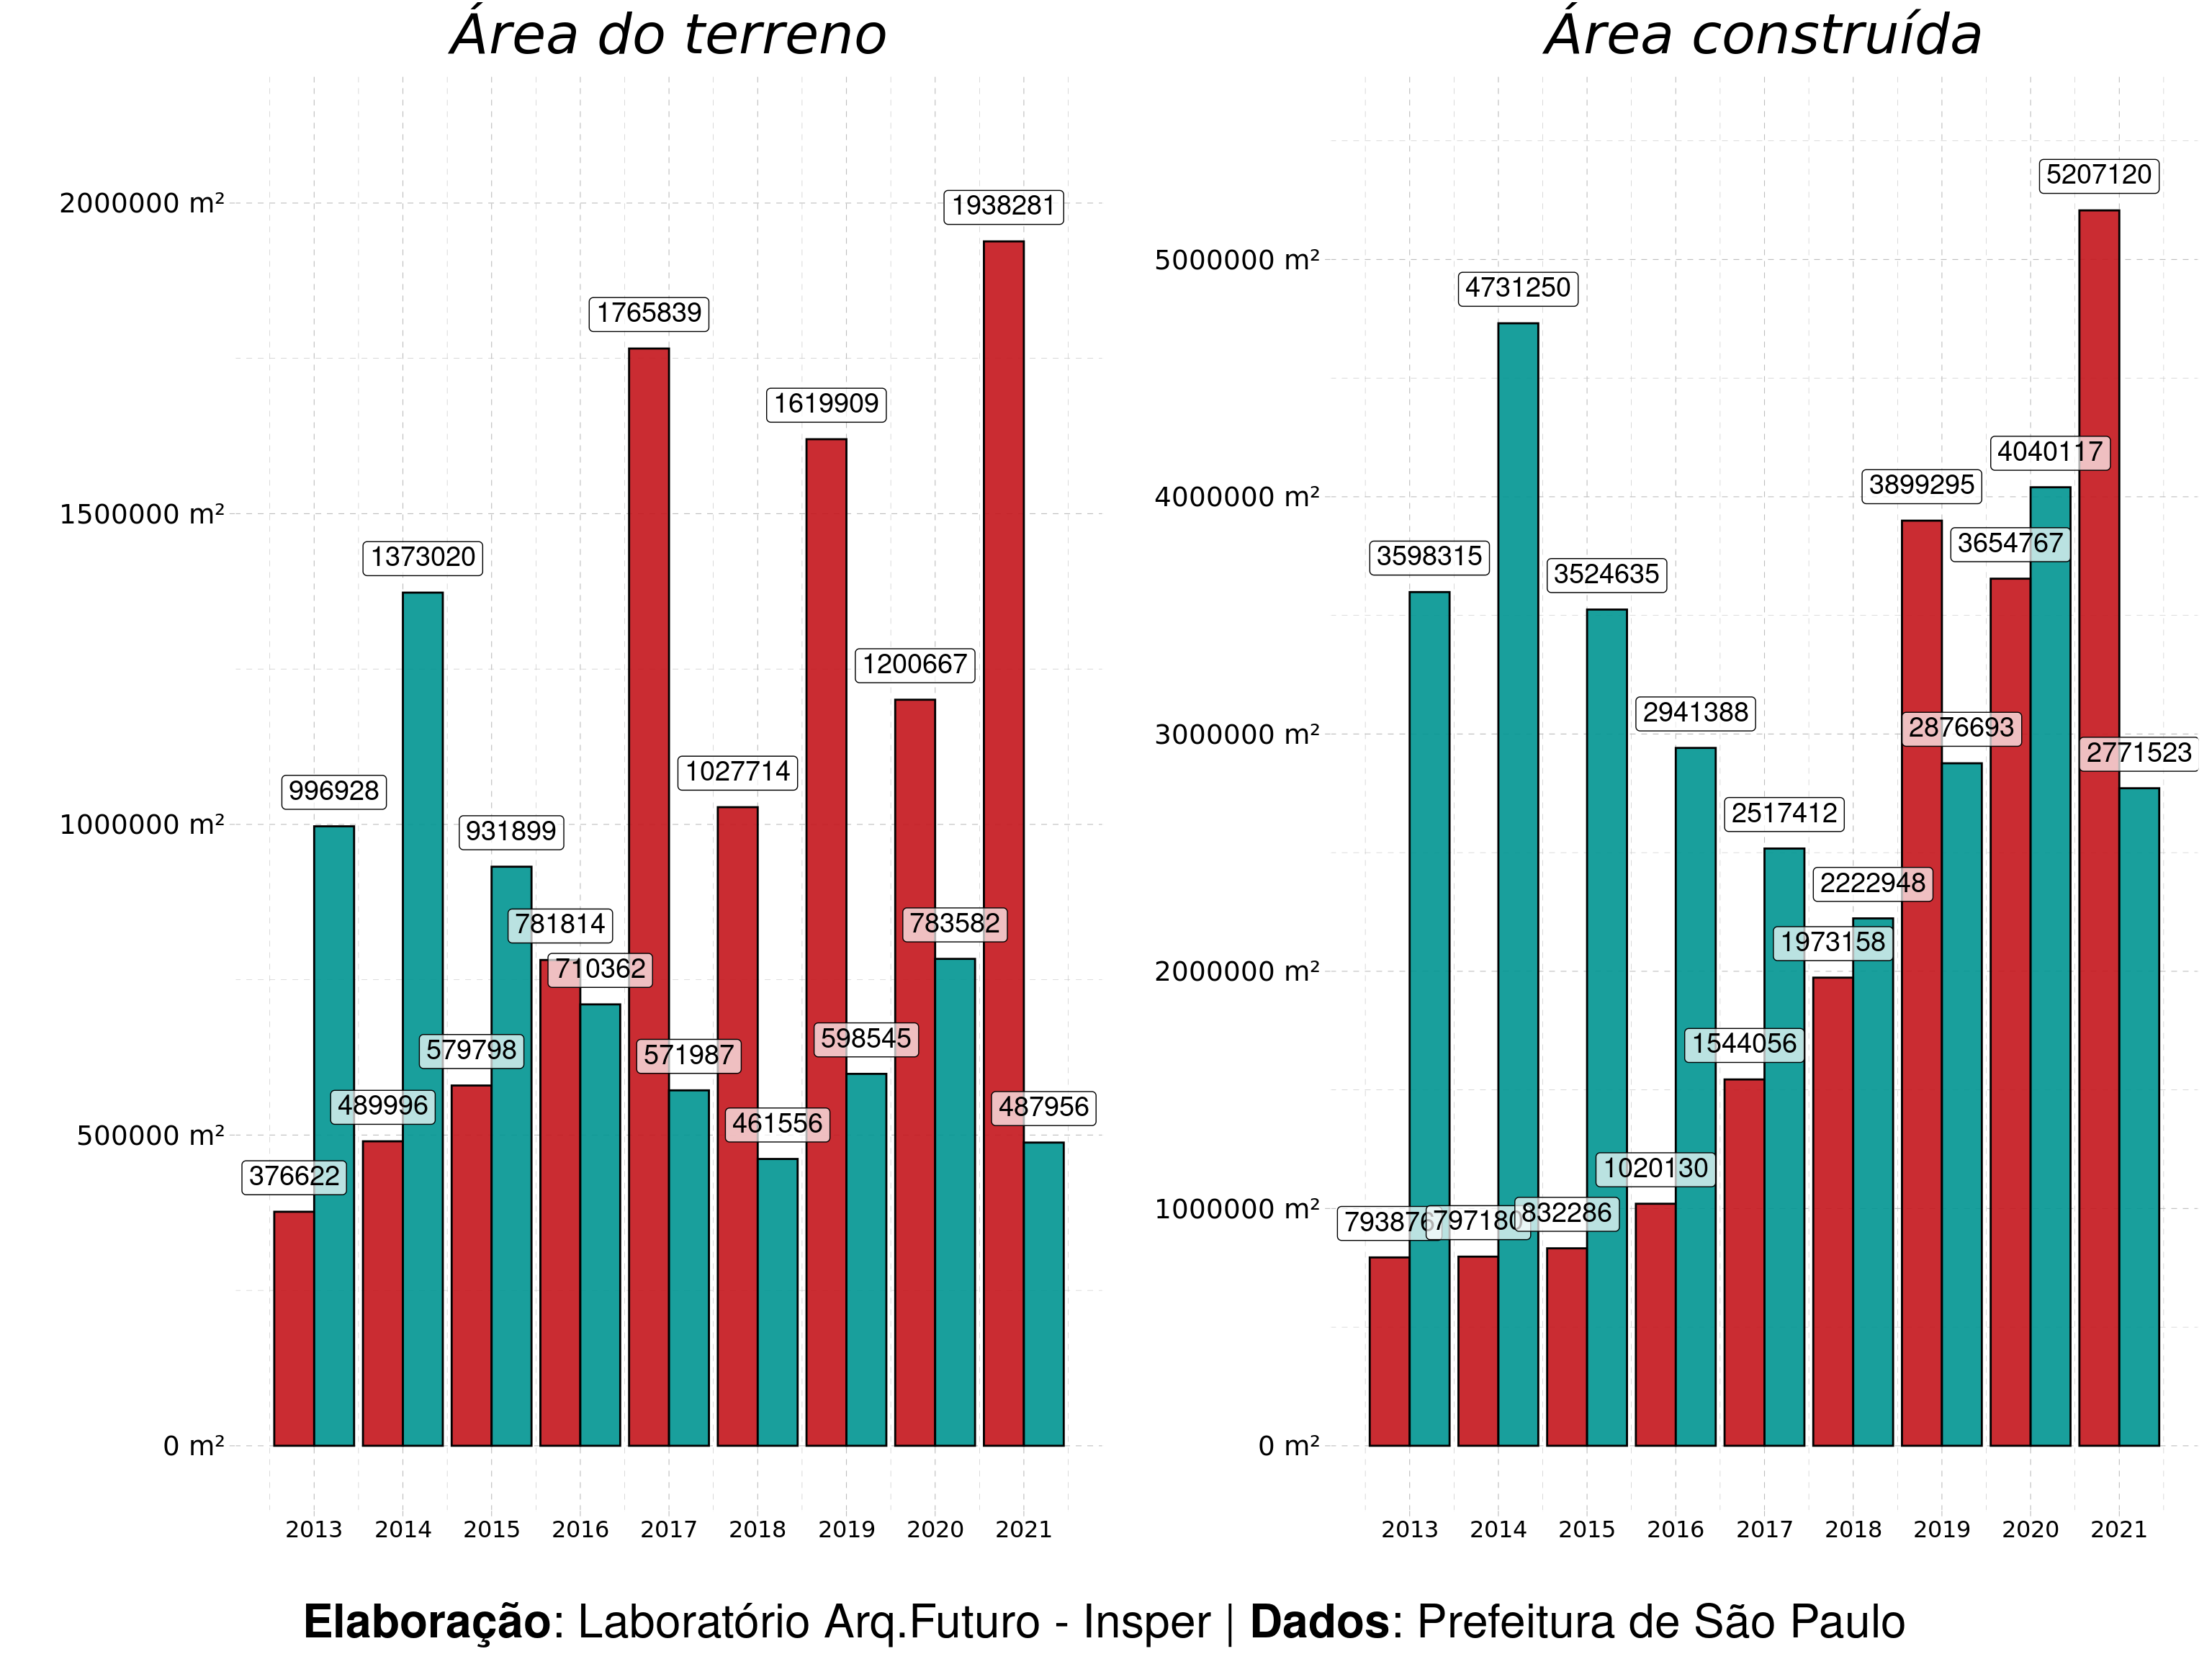 Área do terreno
Área construída
2000000 m²
1500000 m²
1000000 m²
500000 m²
0 m²
376622
996928
489996
1373020
579798
931899
781814
710362
1765839
571987
1027714
461556
1619909
598545
1200667
783582
1938281
487956
2013 2014 2015 2016 2017 2018 2019 2020 2021
5000000 m²
4000000 m²
3000000 m²
2000000 m²
1000000 m²
0 m²
793876
3598315
797180
4731250
832286
3524635
1020130
2941388
1544056
2517412
1973158
2222948
3899295
2876693
3654767
4040117
5207120
2771523
2013 2014 2015 2016 2017 2018 2019 2020 2021
Elaboração: Laboratório Arq.Futuro - Insper | Dados: Prefeitura de São Paulo